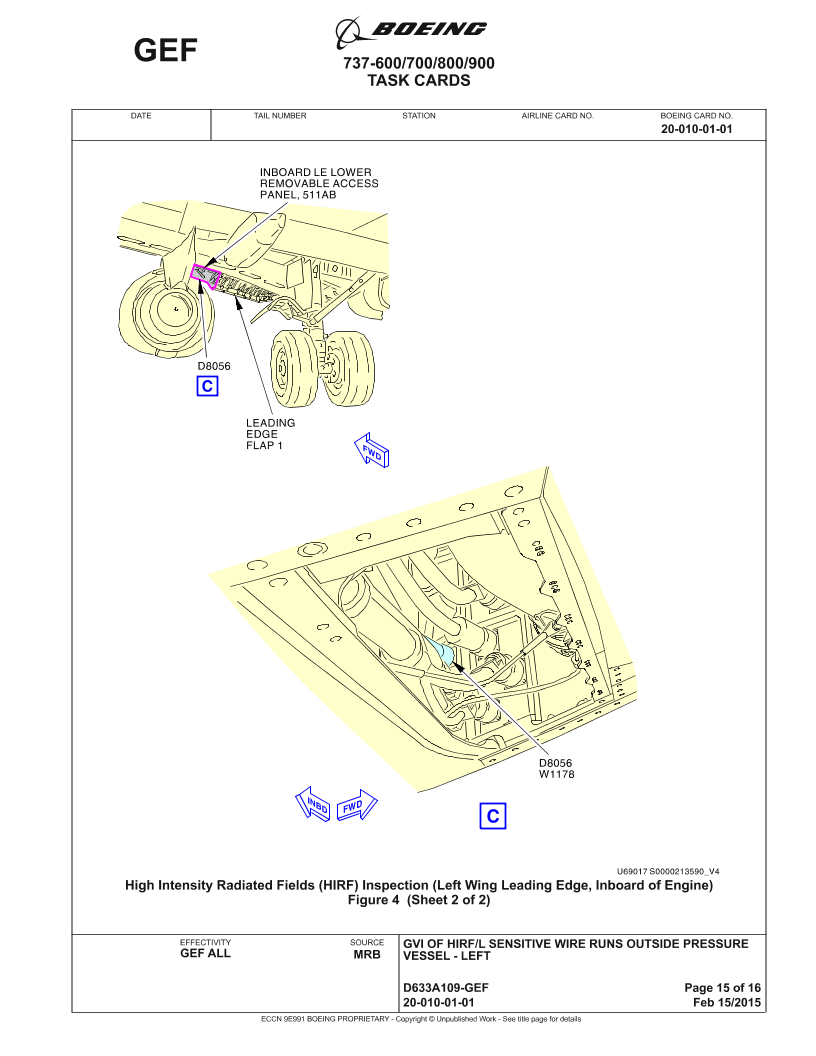 GEF
BOEING
737-600/700/800/900
TASK CARDS
DATE
TAIL NUMBER
STATION
AIRLINE CARD NO.
BOEING CARD NO.
20-010-01-01
INBOARD LE LOWER
REMOVABLE ACCESS
PANEL, 511AB
D8056
C
LEADING
EDGE
FLAP 1
FWD
D8056
W1178
INBD
FWD
C
U69017 S0000213590_V4
High Intensity Radiated Fields (HIRF) Inspection (Left Wing Leading Edge, Inboard of Engine)
Figure 4 (Sheet 2 of 2)
EFFECTIVITY
GEF ALL
SOURCE
MRB
GVI OF HIRF/L SENSITIVE WIRE RUNS OUTSIDE PRESSURE
VESSEL - LEFT
D633A109-GEF
Page 15 of 16
20-010-01-01
Feb 15/2015
ECCN 9E991 BOEING PROPRIETARY - Copyright © Unpublished Work - See title page for details